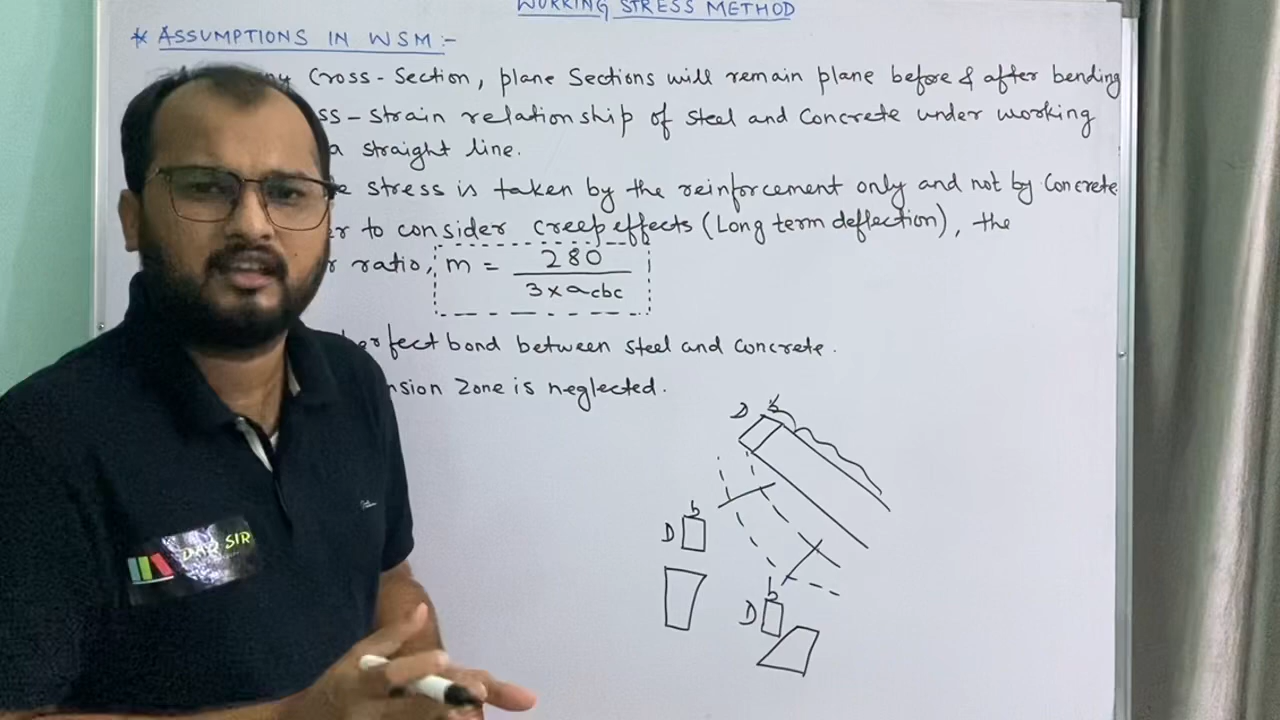 WORKING STRESS METHOD
* ASSUMPTIONS IN WSM :-
Cross-Section, plane Sections will remain plane before & after bending
ss-strain relationship of steel and Concrete under working
a straight line.
stress is taken by the reinforcement only and not by Concrete
er to consider creep effects (Long term deflection), the
r ratio, m = 280
3 x acbc
perfect bond between steel and concrete.
nsion Zone is neglected.
D b
b
D
b
D
DAD SIR